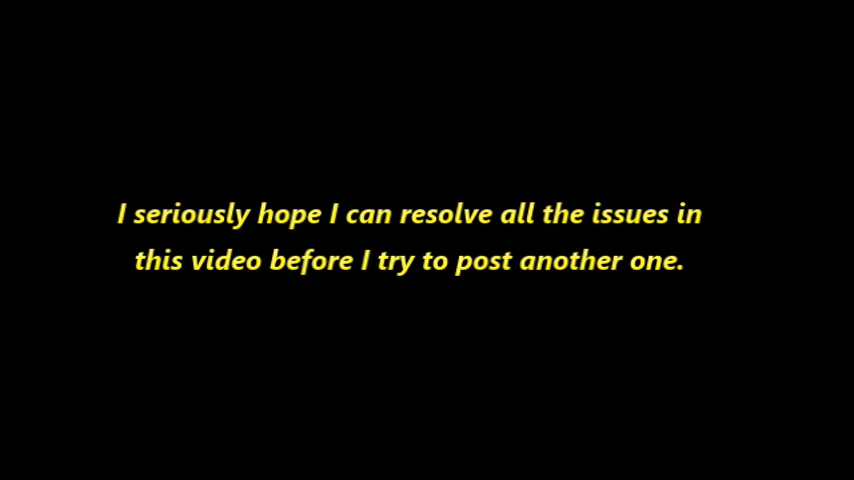 I seriously hope I can resolve all the issues in
this video before I try to post another one.